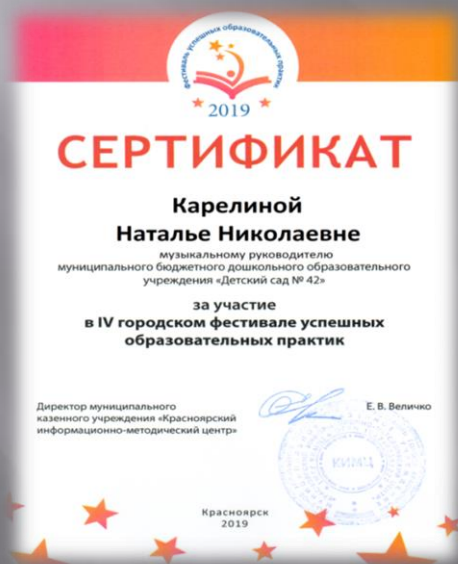 Фестиваль успешных образовательных практик
2019
СЕРТИФИКАТ
Карелиной
Наталье Николаевне
музыкальному руководителю
муниципального бюджетного дошкольного образовательного
учреждения «Детский сад № 42»
за участие
в IV городском фестивале успешных
образовательных практик
Директор муниципального
казенного учреждения «Красноярский
информационно-методический центр»
Е. В. Величко
КИМЦ
Красноярск
2019